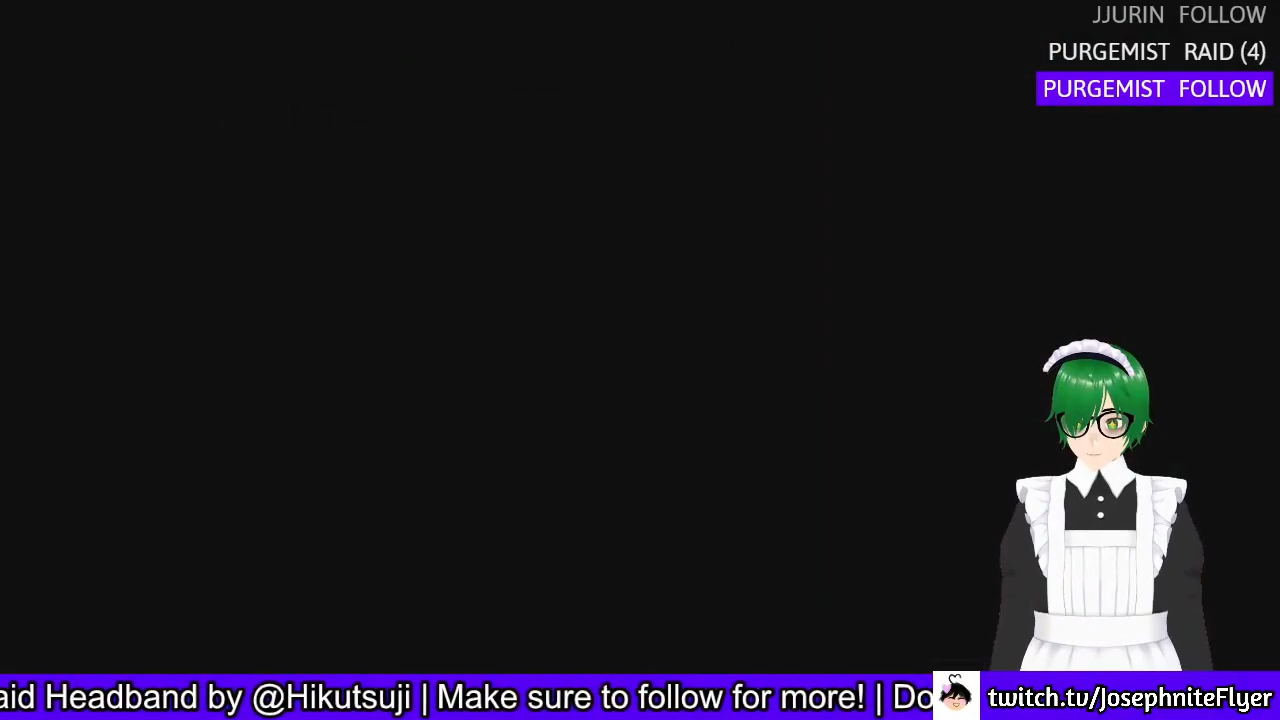 JJURIN FOLLOW
PURGEMIST RAID (4)
PURGEMIST FOLLOW
aid Headband by @Hikutsuji | Make sure to follow for more! | Do
twitch.tv/JosephniteFlyer